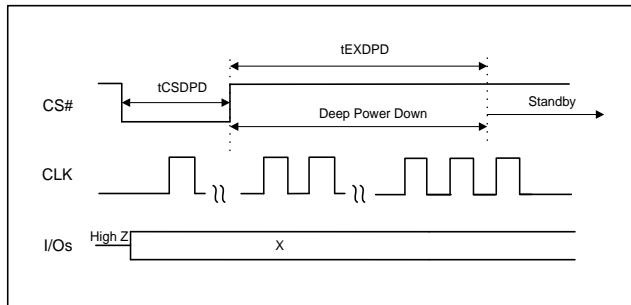 tEXDPD
tCSDPD
CS#
Deep Power Down
Standby
CLK
I/Os
High Z
X